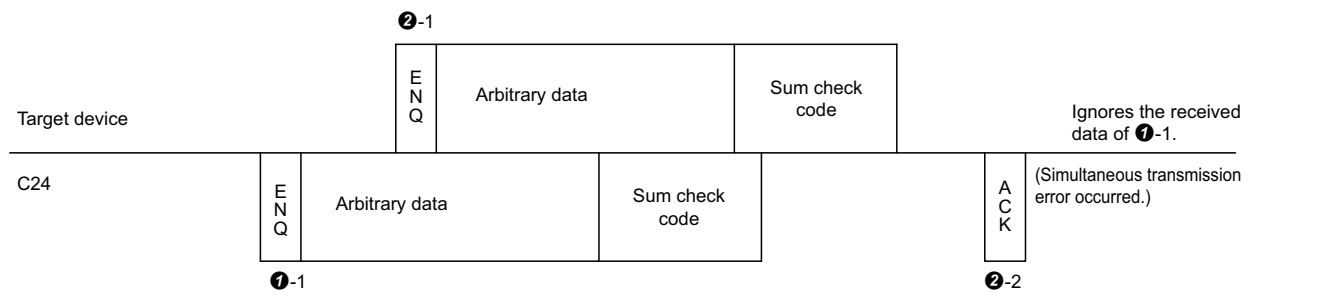 ❷-1
E
N
Q
Arbitrary data
Sum check
code
Target device
Ignores the received
data of ❶-1.
C24
E
N
Q
Arbitrary data
Sum check
code
A
C
K
(Simultaneous transmission
error occurred.)
❶-1
❷-2